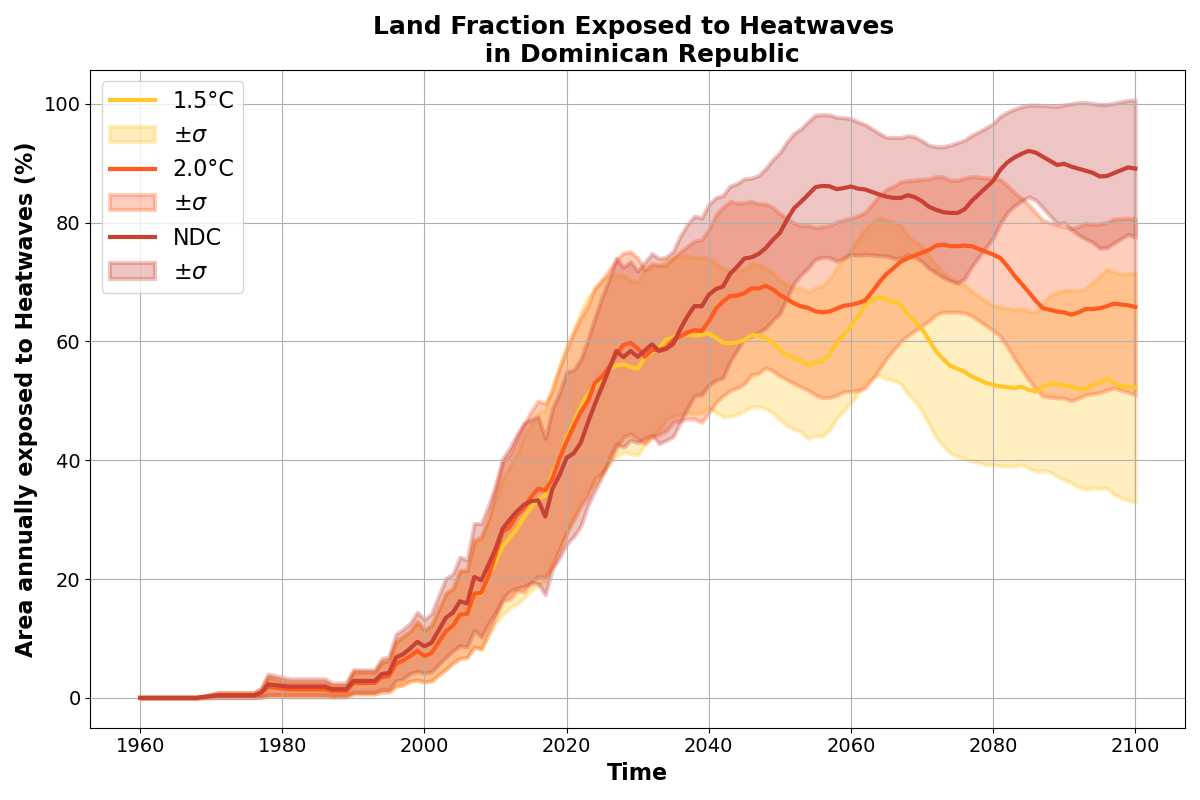 Land Fraction Exposed to Heatwaves
in Dominican Republic
Area annually exposed to Heatwaves (%)
100
80
60
40
20
0
1.5°C
±σ
2.0°C
±σ
NDC
±σ
1960
1980
2000
2020
2040
2060
2080
2100
Time